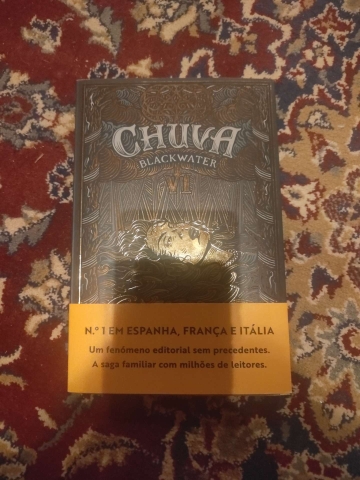 CHUVA
BLACKWATER
VI
N.º 1 EM ESPANHA, FRANÇA E ITÁLIA
Um fenómeno editorial sem precedentes.
A saga familiar com milhões de leitores.